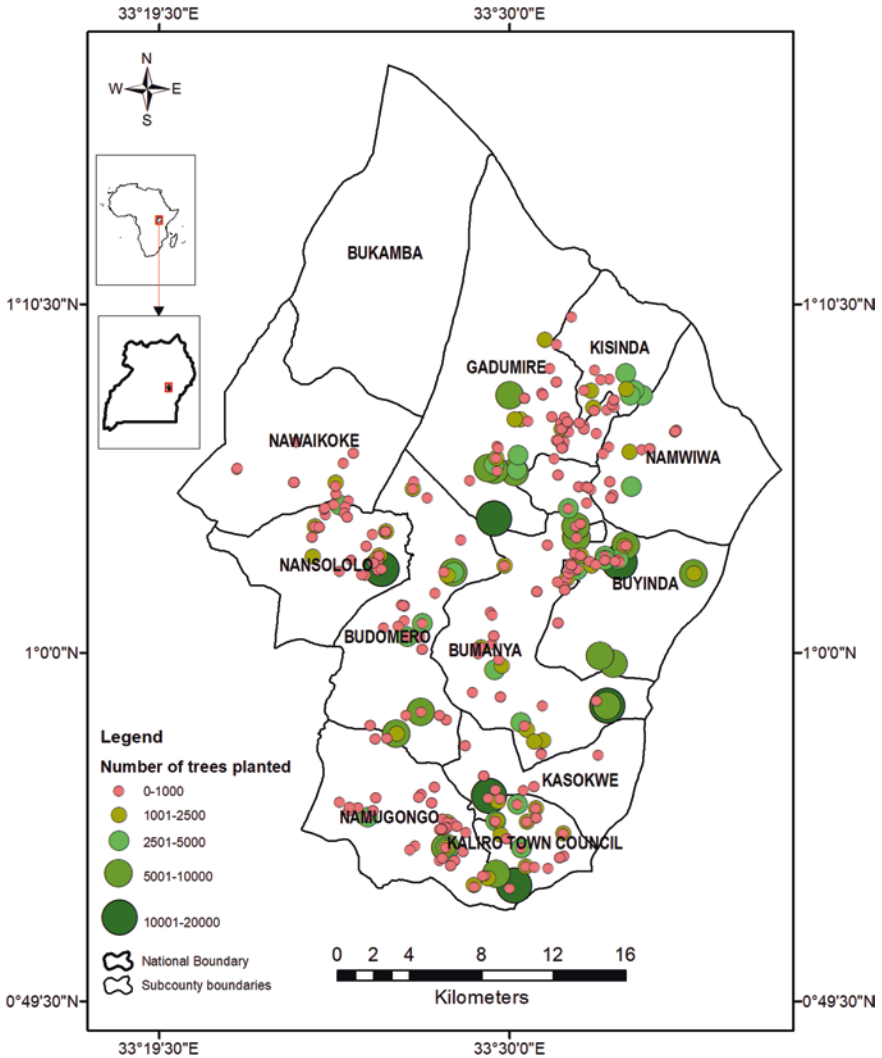 33°19'30"E 33°30'0"E
N
W E
S
BUKAMBA
1°10'30"N 1°10'30"N
KISINDA
GADUMIRE
NAWAIKOKE
NAMWIWA
NANSOLOLO
BUYINDA
BUDOMERO
BUMANYA
1°0'0"N 1°0'0"N
KASOKWE
NAMUGONGO
KALIRO TOWN COUNCIL
Legend
Number of trees planted
0-1000
1001-2500
2501-5000
5001-10000
10001-20000
National Boundary
Subcounty boundaries
0 2 4 8 12 16
Kilometers
0°49'30"N 0°49'30"N
33°19'30"E 33°30'0"E